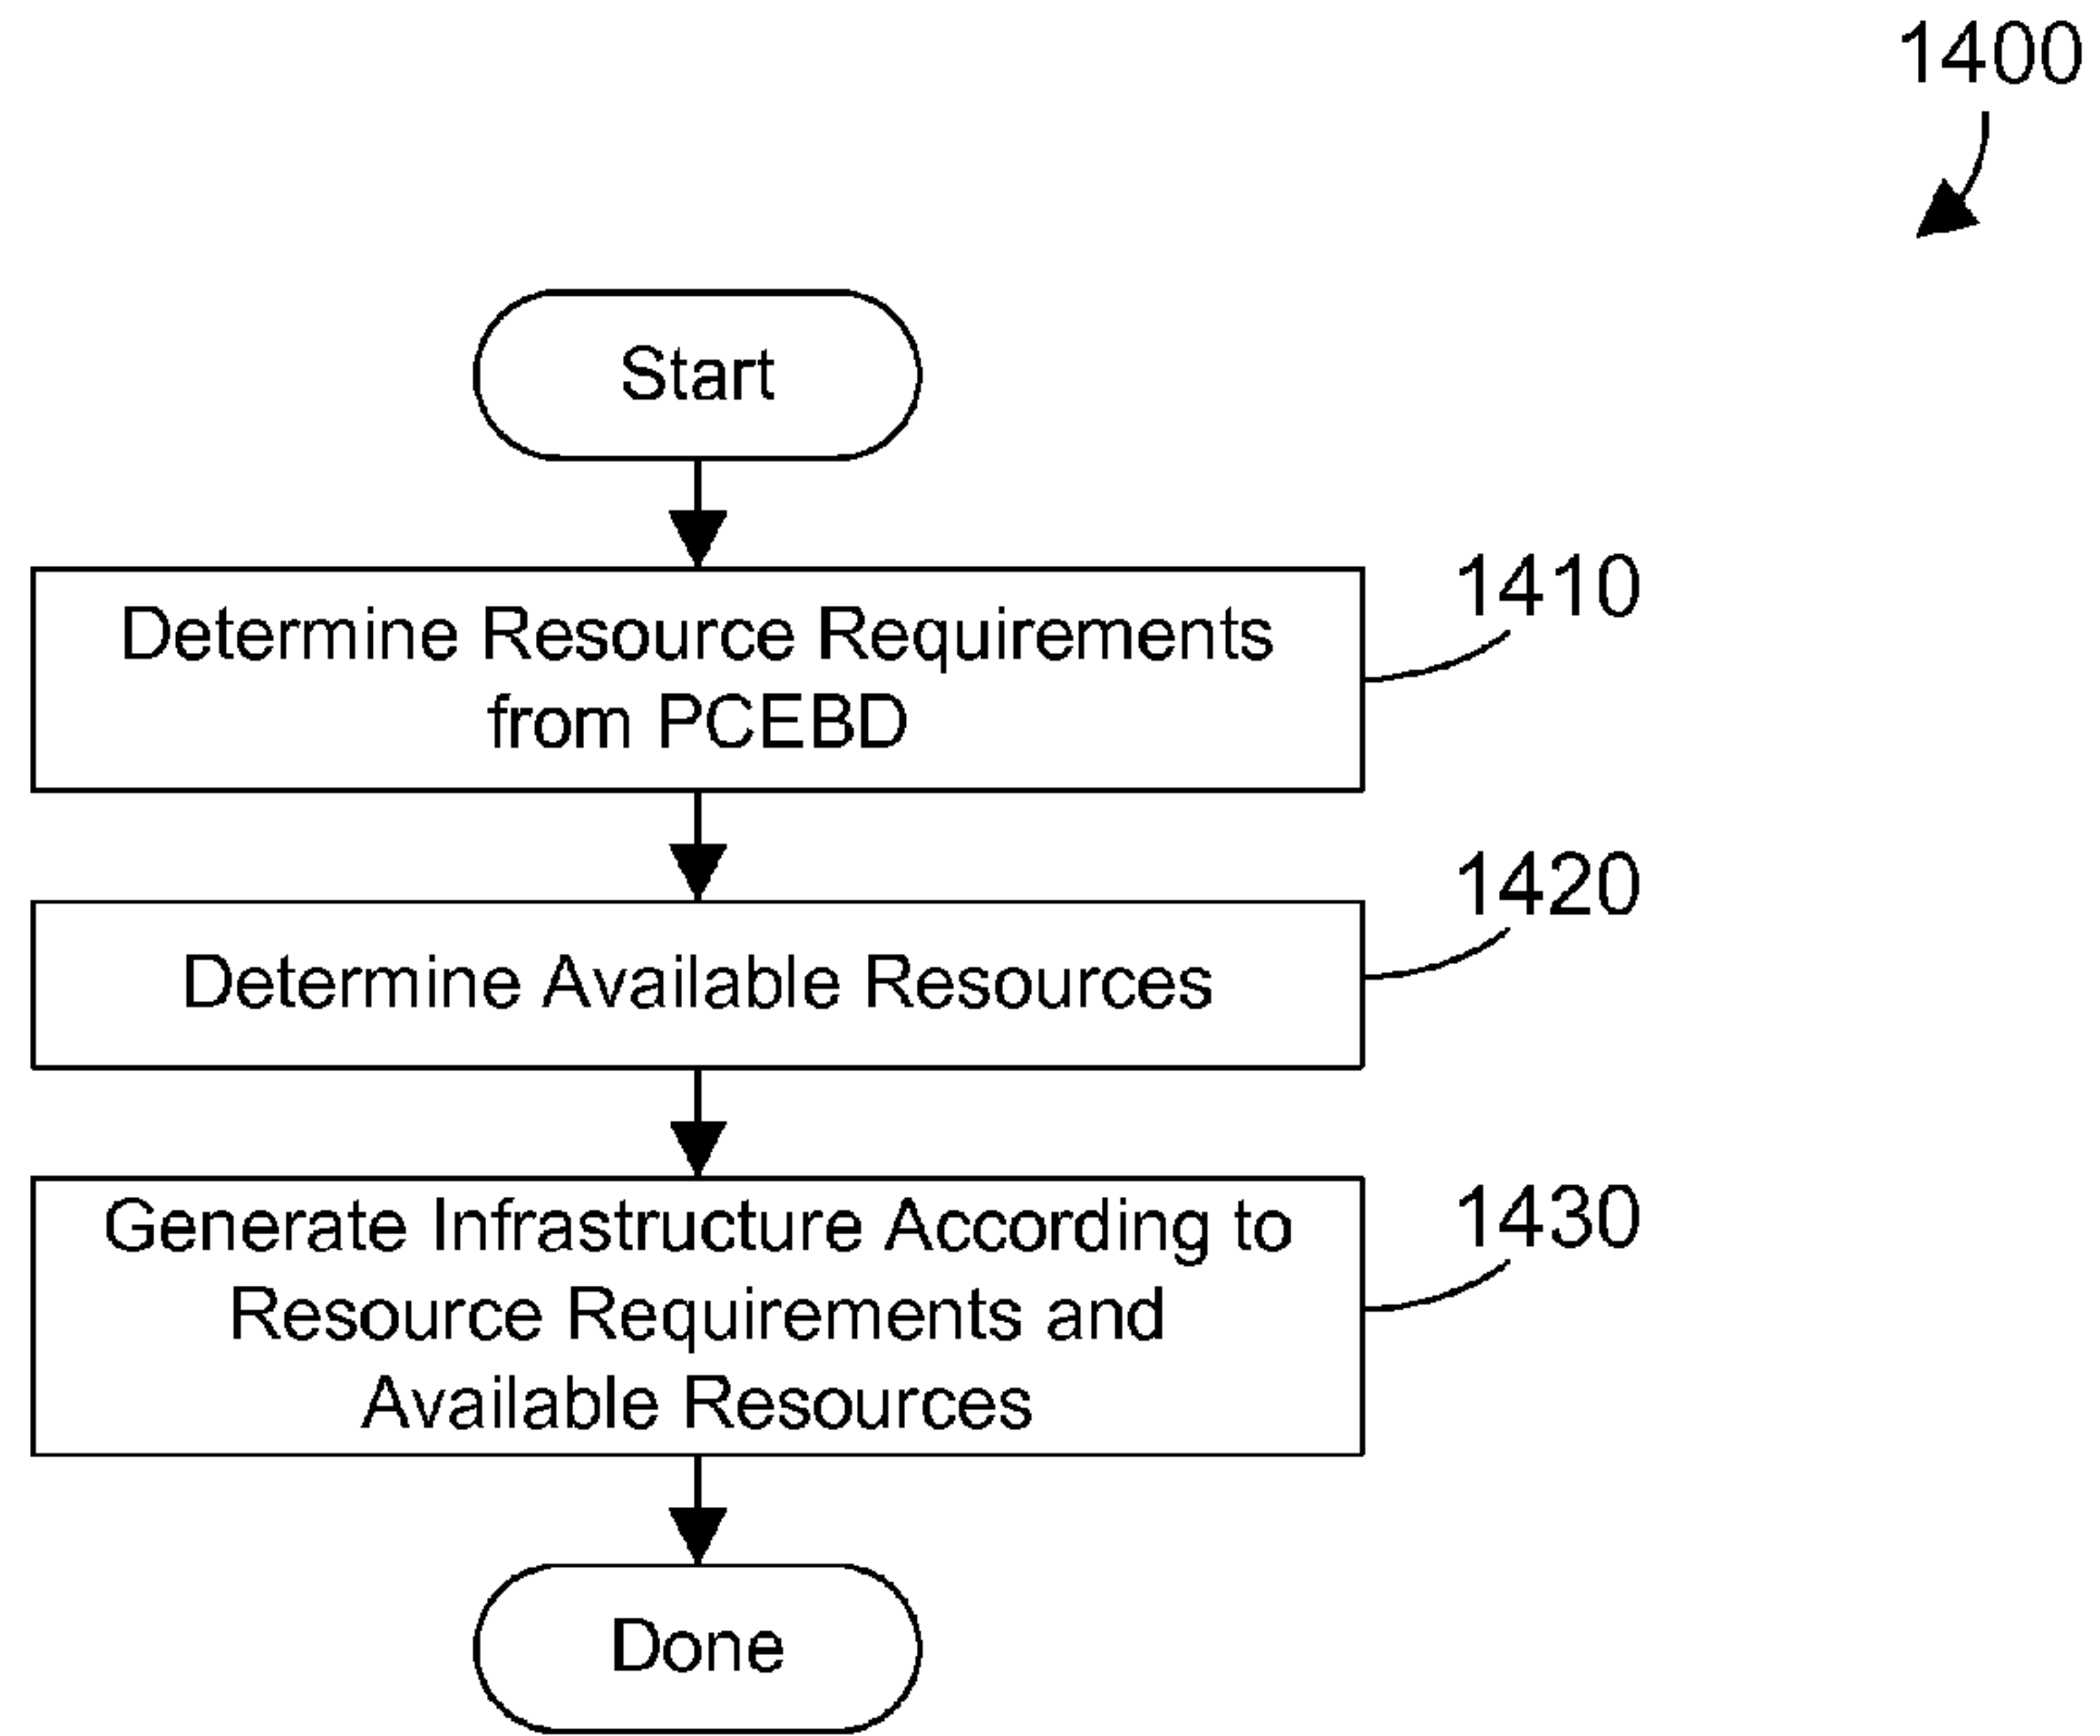 1400
Start
Determine Resource Requirements
from PCEBD
1410
Determine Available Resources
1420
Generate Infrastructure According to
Resource Requirements and
Available Resources
1430
Done